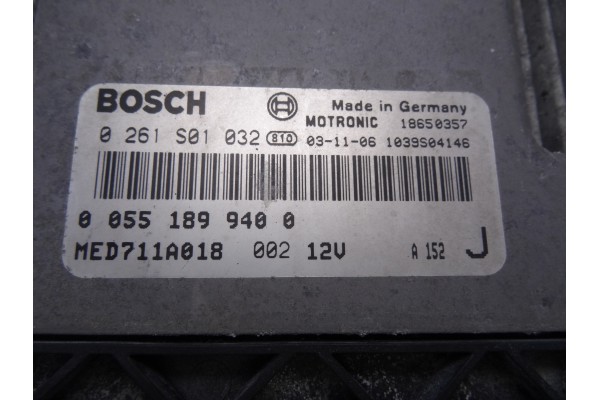 BOSCH Made in Germany
MOTRONIC 18650357
0 261 S01 032 810 03-11-06 1039S04146
0 055 189 940 0
MED711A018 002 12V A 152 J